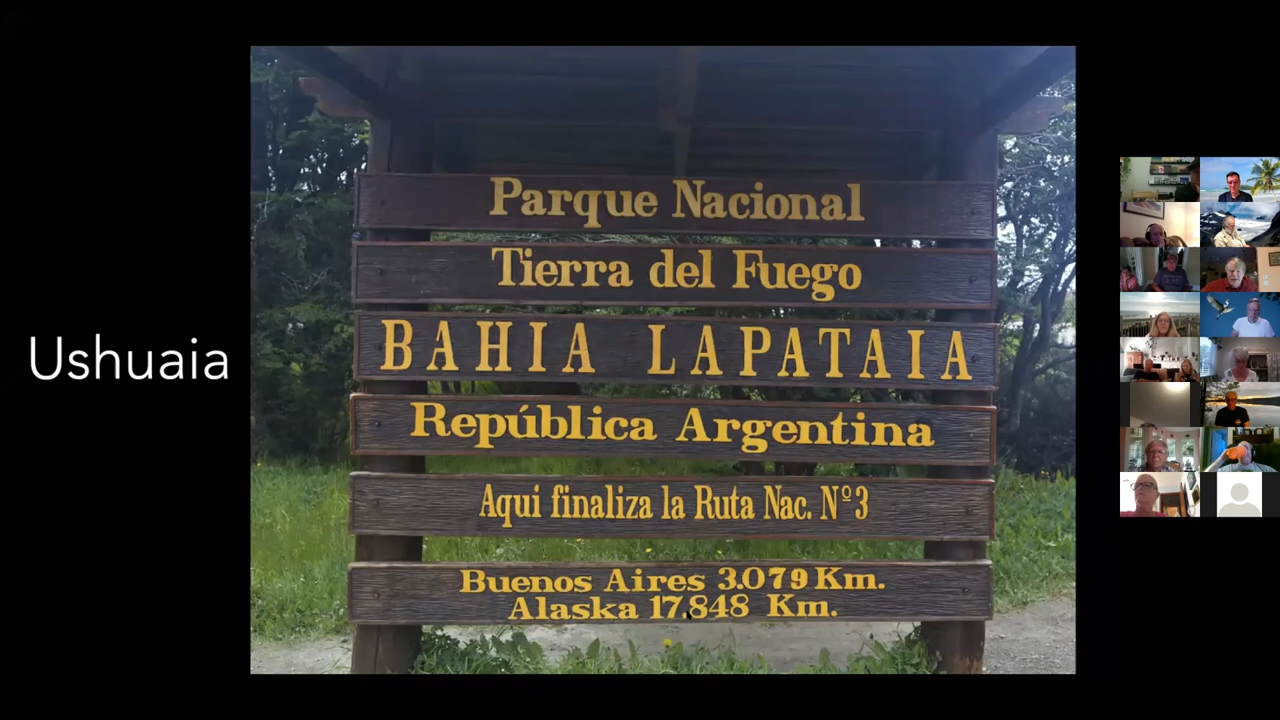 Ushuaia
Parque Nacional
Tierra del Fuego
BAHIA LAPATAIA
República Argentina
Aqui finaliza la Ruta Nac. Nº 3
Buenos Aires 3.079 Km.
Alaska 17.848 Km.